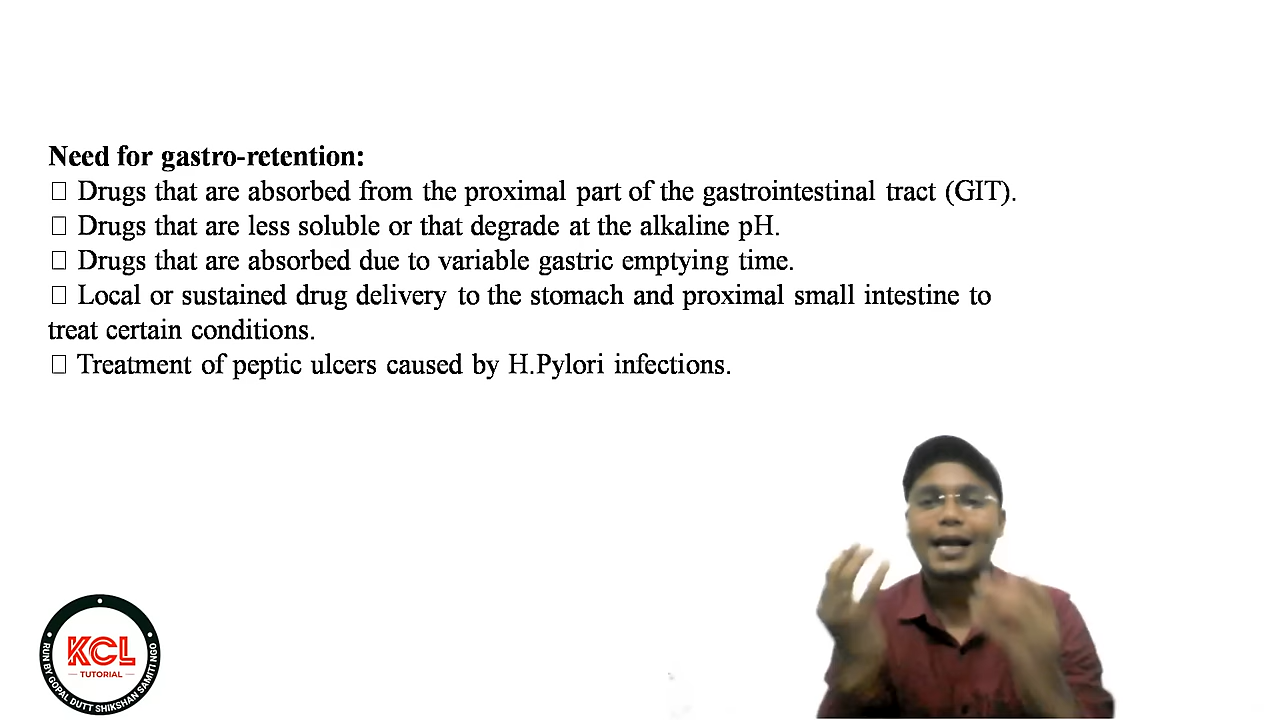 Need for gastro-retention:
□ Drugs that are absorbed from the proximal part of the gastrointestinal tract (GIT).
□ Drugs that are less soluble or that degrade at the alkaline pH.
□ Drugs that are absorbed due to variable gastric emptying time.
□ Local or sustained drug delivery to the stomach and proximal small intestine to
treat certain conditions.
□ Treatment of peptic ulcers caused by H.Pylori infections.
KCL
TUTORIAL
RUN BY GOPAL DUTT SHIKSHAN SAMITI NGO